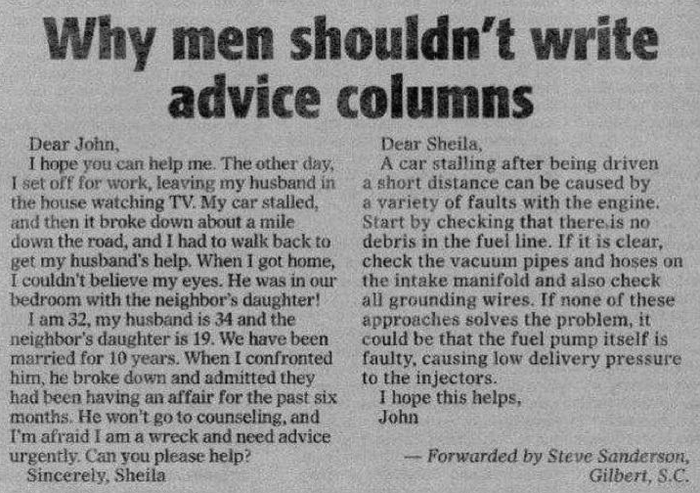 Why men shouldn't write
advice columns
Dear John,
I hope you can help me. The other day,
I set off for work, leaving my husband in
the house watching TV. My car stalled,
and then it broke down about a mile
down the road, and I had to walk back to
get my husband's help. When I got home,
I couldn't believe my eyes. He was in our
bedroom with the neighbor's daughter!
I am 32, my husband is 34 and the
neighbor's daughter is 19. We have been
married for 10 years. When I confronted
him, he broke down and admitted they
had been having an affair for the past six
months. He won't go to counseling, and
I'm afraid I am a wreck and need advice
urgently. Can you please help?
Sincerely, Sheila
Dear Sheila,
A car stalling after being driven
a short distance can be caused by
a variety of faults with the engine.
Start by checking that there is no
debris in the fuel line. If it is clear,
check the vacuum pipes and hoses on
the intake manifold and also check
all grounding wires. If none of these
approaches solves the problem, it
could be that the fuel pump itself is
faulty, causing low delivery pressure
to the injectors.
I hope this helps,
John
— Forwarded by Steve Sanderson,
Gilbert, S.C.